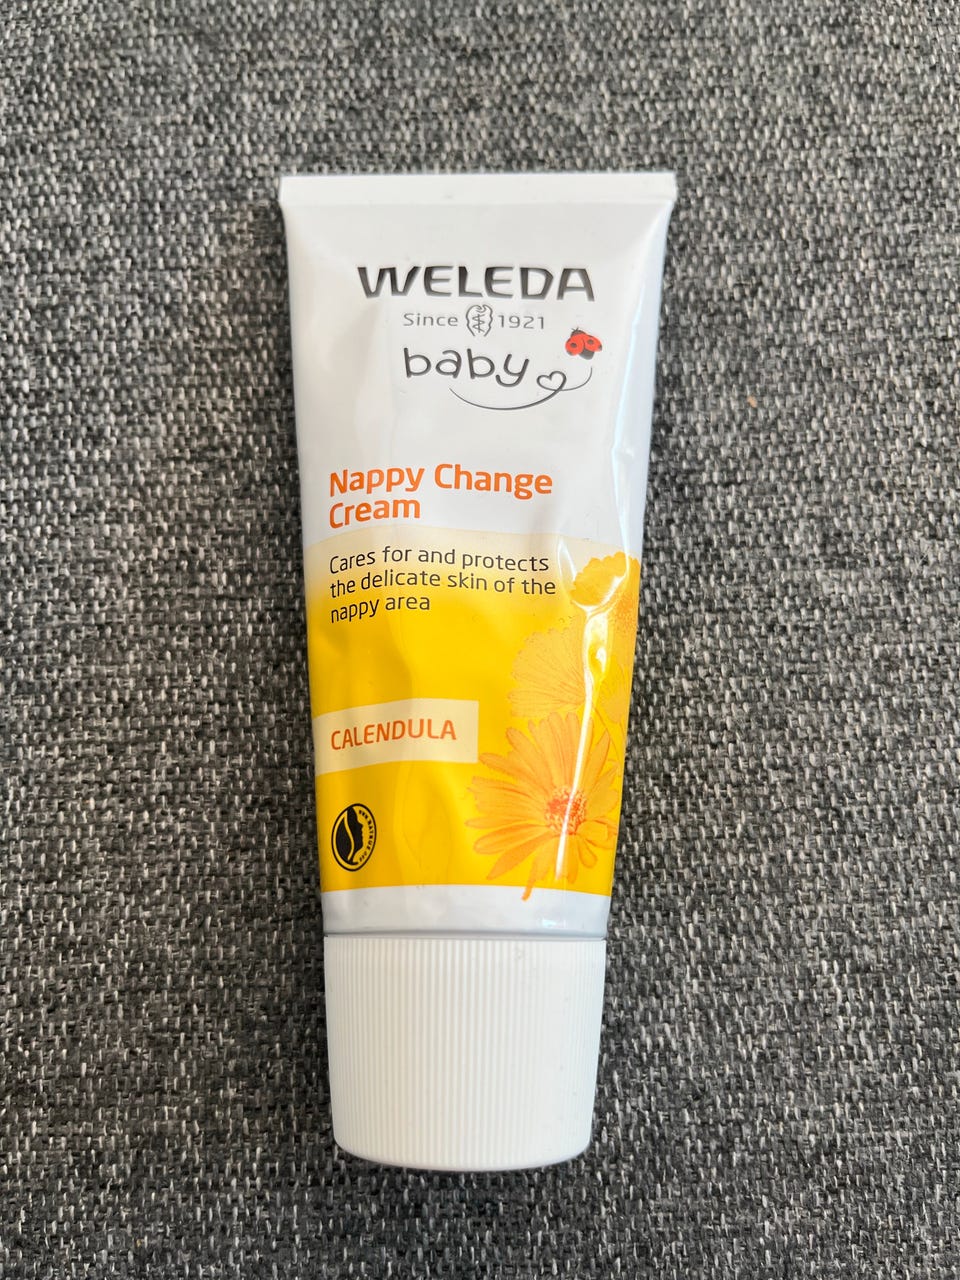 WELEDA
Since 1921
baby
Nappy Change
Cream
Cares for and protects
the delicate skin of the
nappy area
CALENDULA